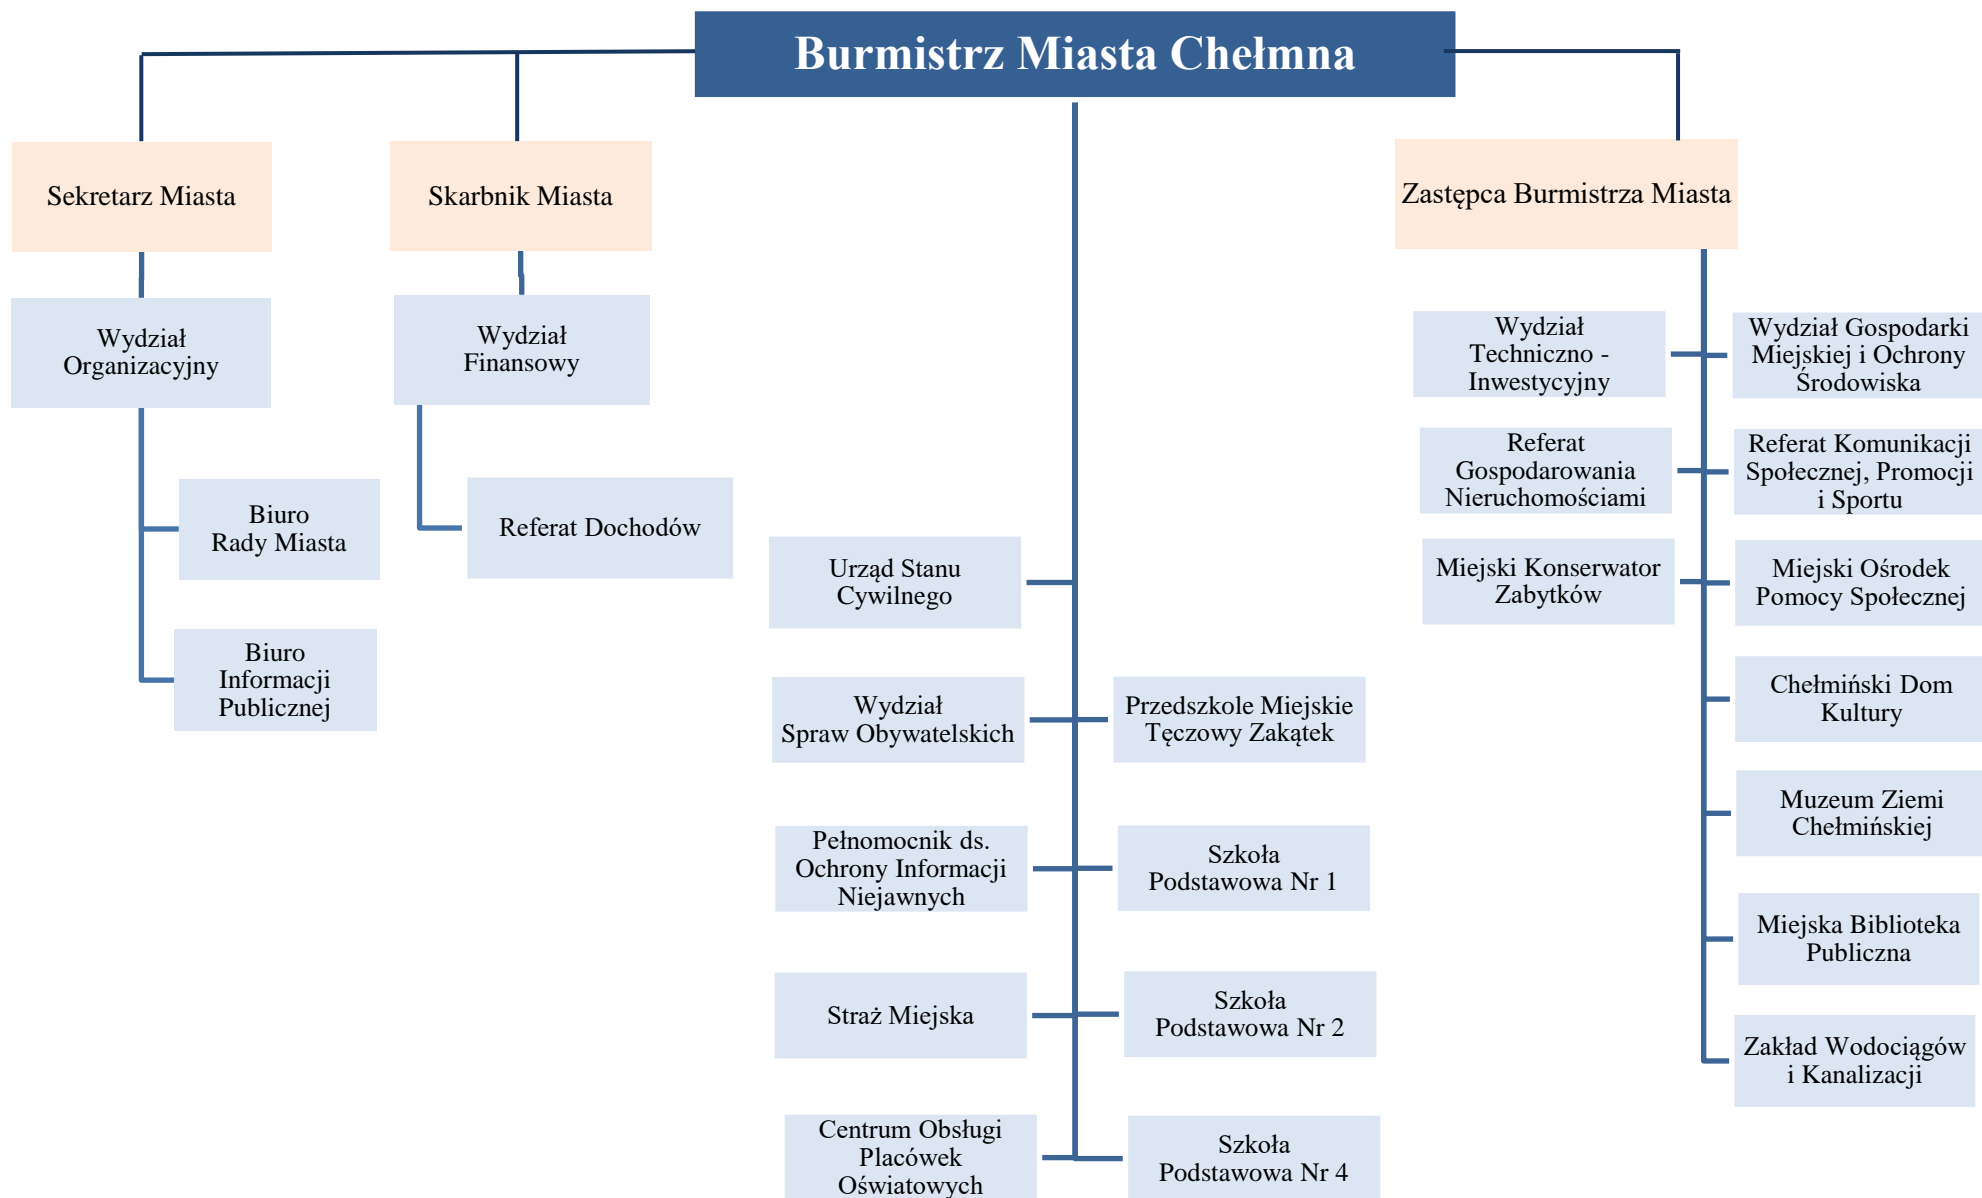 Burmistrz Miasta Chełmna
Sekretarz Miasta
Skarbnik Miasta
Zastępca Burmistrza Miasta
Wydział
Organizacyjny
Biuro
Rady Miasta
Biuro
Informacji
Publicznej
Wydział
Finansowy
Referat Dochodów
Urząd Stanu
Cywilnego
Wydział
Spraw Obywatelskich
Pełnomocnik ds.
Ochrony Informacji
Niejawnych
Straż Miejska
Centrum Obsługi
Placówek
Oświatowych
Przedszkole Miejskie
Tęczowy Zakątek
Szkoła
Podstawowa Nr 1
Szkoła
Podstawowa Nr 2
Szkoła
Podstawowa Nr 4
Wydział
Techniczno -
Inwestycyjny
Referat
Gospodarowania
Nieruchomościami
Miejski Konserwator
Zabytków
Wydział Gospodarki
Miejskiej i Ochrony
Środowiska
Referat Komunikacji
Społecznej, Promocji
i Sportu
Miejski Ośrodek
Pomocy Społecznej
Chełmiński Dom
Kultury
Muzeum Ziemi
Chełmińskiej
Miejska Biblioteka
Publiczna
Zakład Wodociągów
i Kanalizacji